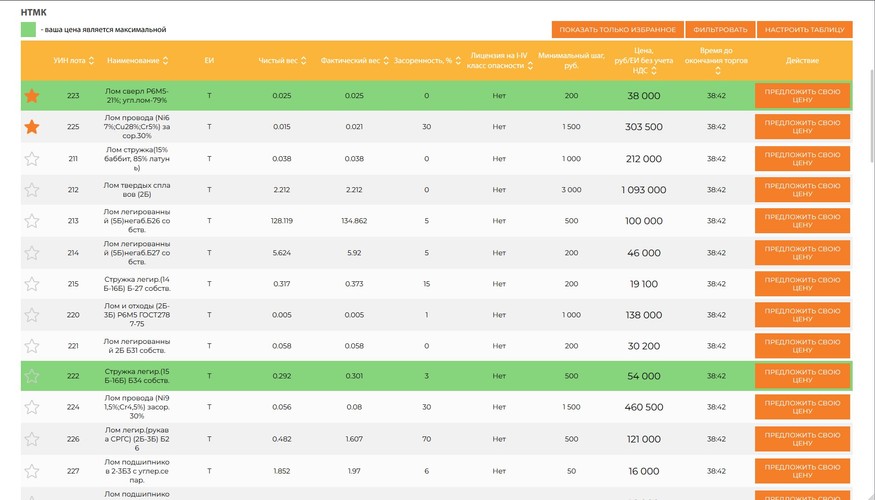 НТМК
- ваша цена является максимальной
ПОКАЗАТЬ ТОЛЬКО ИЗБРАННОЕ ФИЛЬТРОВАТЬ НАСТРОИТЬ ТАБЛИЦУ
УИН лота Наименование ЕИ Чистый вес Фактический вес Засоренность, % Лицензия на I-IV класс опасности Минимальный шаг, руб. Цена, руб/ЕИ без учета НДС Время до окончания торгов Действие
223 Лом сверл Р6М5-21%; угл.лом-79% Т 0.025 0.025 0 Нет 200 38 000 38:42 ПРЕДЛОЖИТЬ СВОЮ ЦЕНУ
225 Лом провода (Ni67%;Cu28%;Cr5%) засор.30% Т 0.015 0.021 30 Нет 1 500 303 500 38:42 ПРЕДЛОЖИТЬ СВОЮ ЦЕНУ
211 Лом стружка(15% баббит, 85% латунь) Т 0.038 0.038 0 Нет 1 000 212 000 38:42 ПРЕДЛОЖИТЬ СВОЮ ЦЕНУ
212 Лом твердых сплавов (2Б) Т 2.212 2.212 0 Нет 3 000 1 093 000 38:42 ПРЕДЛОЖИТЬ СВОЮ ЦЕНУ
213 Лом легированный (5Б)негаб.Б26 собств. Т 128.119 134.862 5 Нет 500 100 000 38:42 ПРЕДЛОЖИТЬ СВОЮ ЦЕНУ
214 Лом легированный (5Б)негаб.Б27 собств. Т 5.624 5.92 5 Нет 200 46 000 38:42 ПРЕДЛОЖИТЬ СВОЮ ЦЕНУ
215 Стружка легир.(14Б-16Б) Б-27 собств. Т 0.317 0.373 15 Нет 200 19 100 38:42 ПРЕДЛОЖИТЬ СВОЮ ЦЕНУ
220 Лом и отходы (2Б-3Б) Р6М5 ГОСТ2787-75 Т 0.005 0.005 1 Нет 1 000 138 000 38:42 ПРЕДЛОЖИТЬ СВОЮ ЦЕНУ
221 Лом легированный 2Б Б31 собств. Т 0.058 0.058 0 Нет 200 30 200 38:42 ПРЕДЛОЖИТЬ СВОЮ ЦЕНУ
222 Стружка легир.(15Б-16Б) Б34 собств. Т 0.292 0.301 3 Нет 500 54 000 38:42 ПРЕДЛОЖИТЬ СВОЮ ЦЕНУ
224 Лом провода (Ni91,5%;Cr4,5%) засор.30% Т 0.056 0.08 30 Нет 1 500 460 500 38:42 ПРЕДЛОЖИТЬ СВОЮ ЦЕНУ
226 Лом легир.(рукава СРГС) (2Б-3Б) Б26 Т 0.482 1.607 70 Нет 500 121 000 38:42 ПРЕДЛОЖИТЬ СВОЮ ЦЕНУ
227 Лом подшипников 2-3Б3 с углер.сепар. Т 1.852 1.97 6 Нет 50 16 000 38:42 ПРЕДЛОЖИТЬ СВОЮ ЦЕНУ
Лом подшипнико